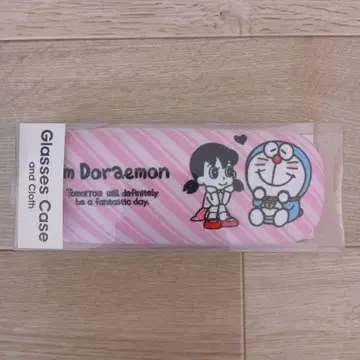 Glasses Case
and Cloth
m Doraemon
Tomorrow will definitely
be a fantastic day.